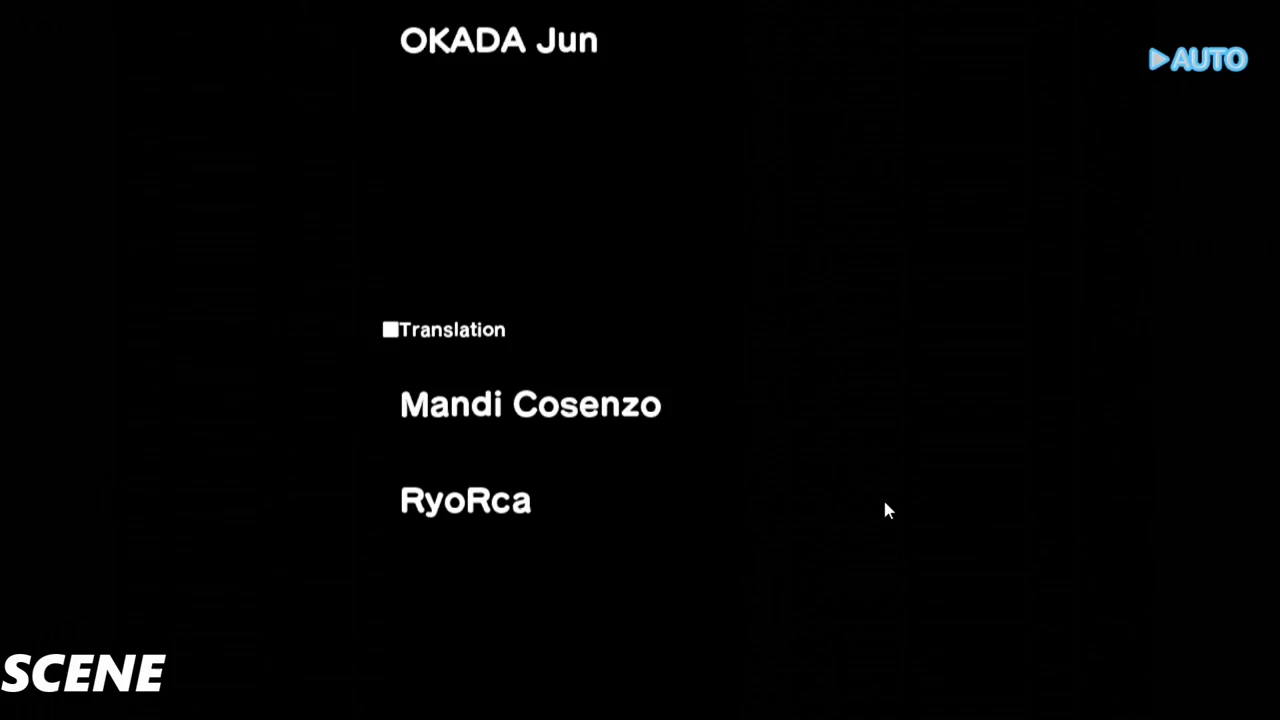 OKADA Jun
▶AUTO
■Translation
Mandi Cosenzo
RyoRca
SCENE